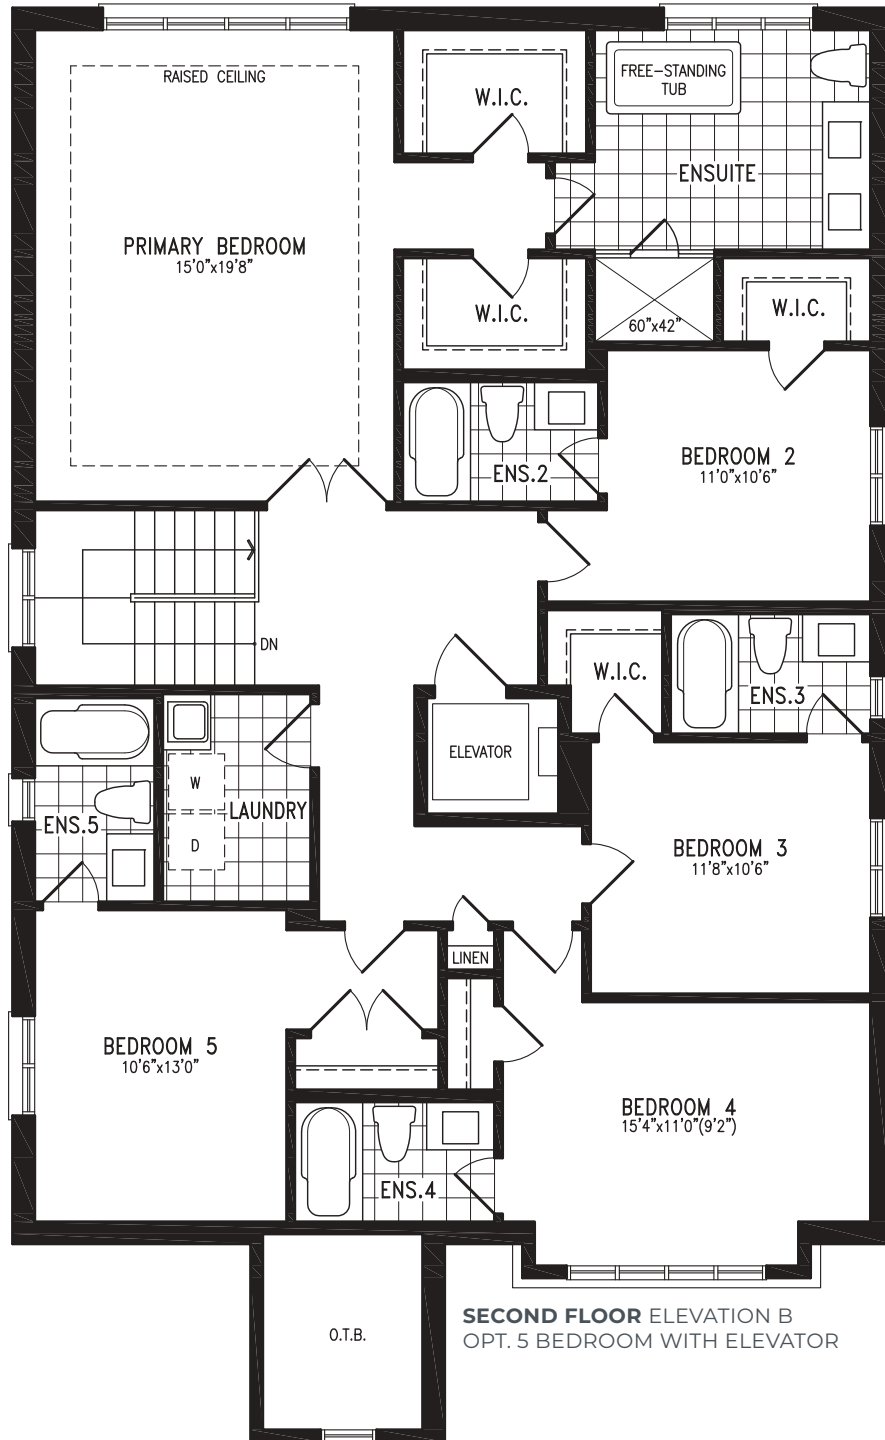 RAISED CEILING
W.I.C.
FREE-STANDING
TUB
ENSUITE
PRIMARY BEDROOM
15'0"x19'8"
W.I.C.
60"x42"
W.I.C.
ENS.2
BEDROOM 2
11'0"x10'6"
DN
W.I.C.
ENS.3
ELEVATOR
W
D
LAUNDRY
ENS.5
BEDROOM 3
11'8"x10'6"
LINEN
BEDROOM 5
10'6"x13'0"
BEDROOM 4
15'4"x11'0"(9'2")
ENS.4
O.T.B.
SECOND FLOOR ELEVATION B
OPT. 5 BEDROOM WITH ELEVATOR